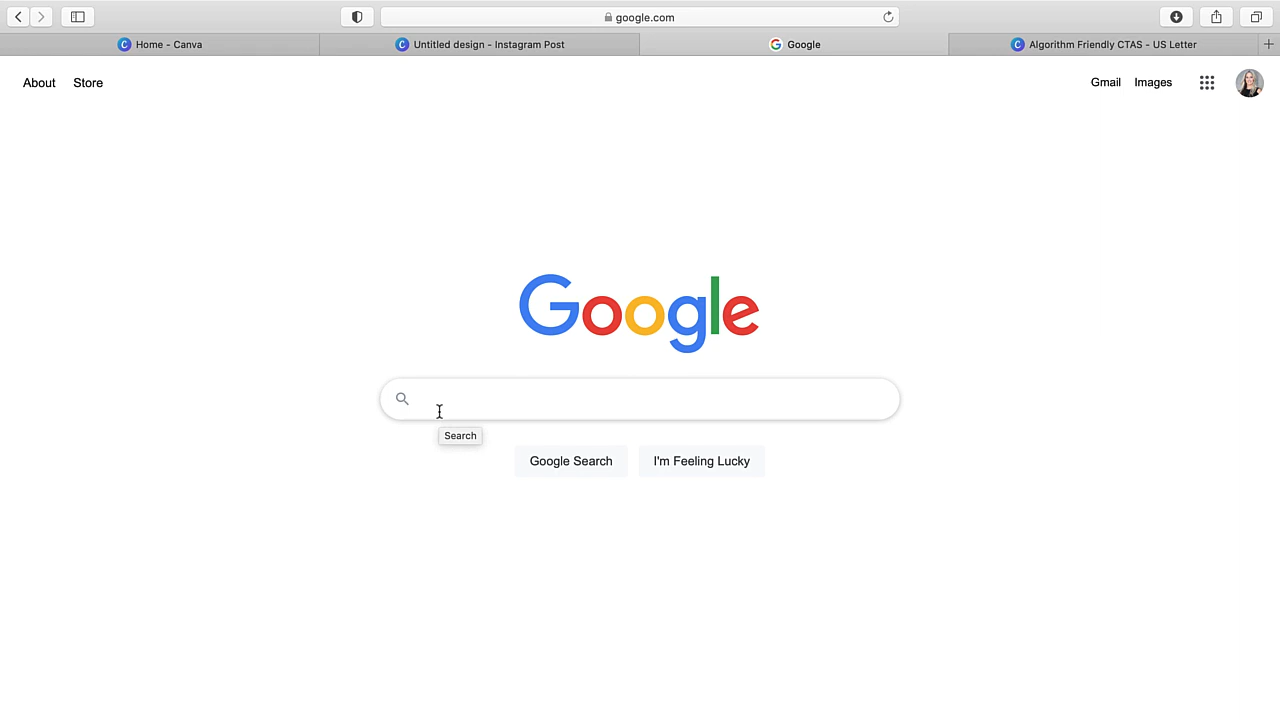 google.com
Home - Canva
Untitled design - Instagram Post
Google
Algorithm Friendly CTAS - US Letter
About Store
Gmail Images
Google
Search
Google Search
I'm Feeling Lucky